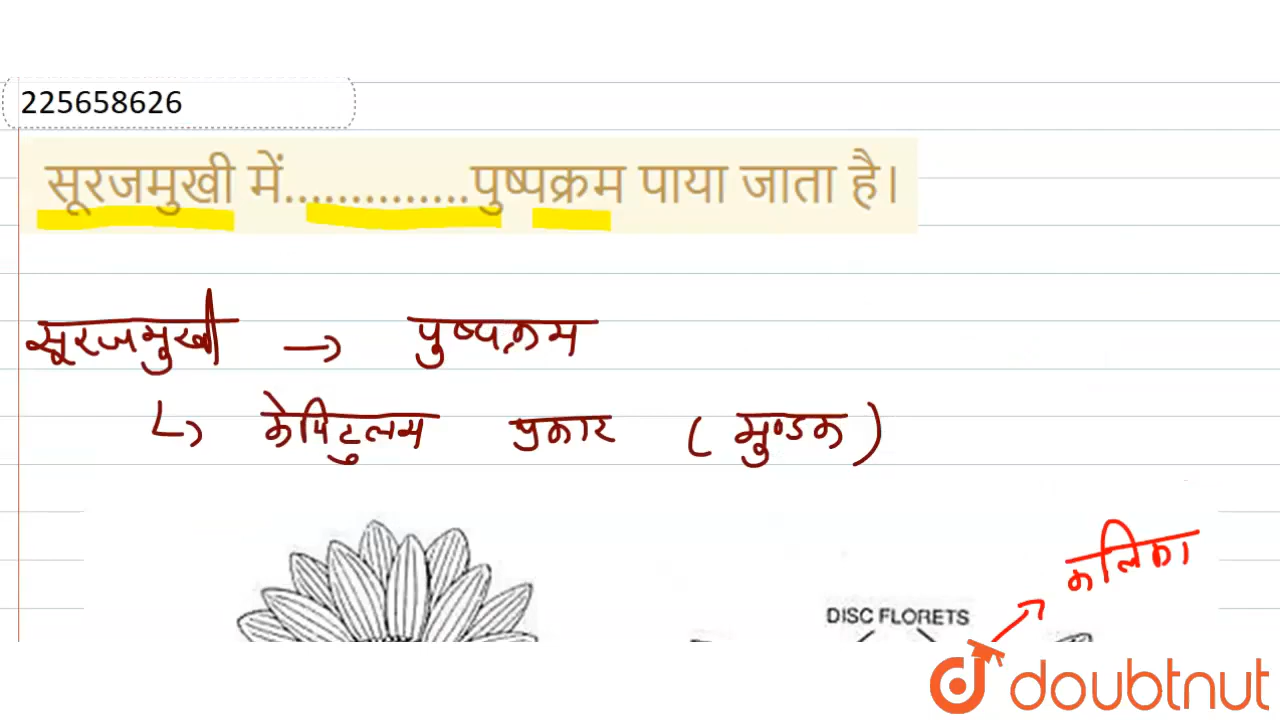 225658626
सूरजमुखी में..............पुष्पक्रम पाया जाता है।
सूरजमुखी → पुष्पक्रम
↳ केपिटुलम प्रकार (मुण्डक)
कलिका
DISC FLORETS
doubtnut